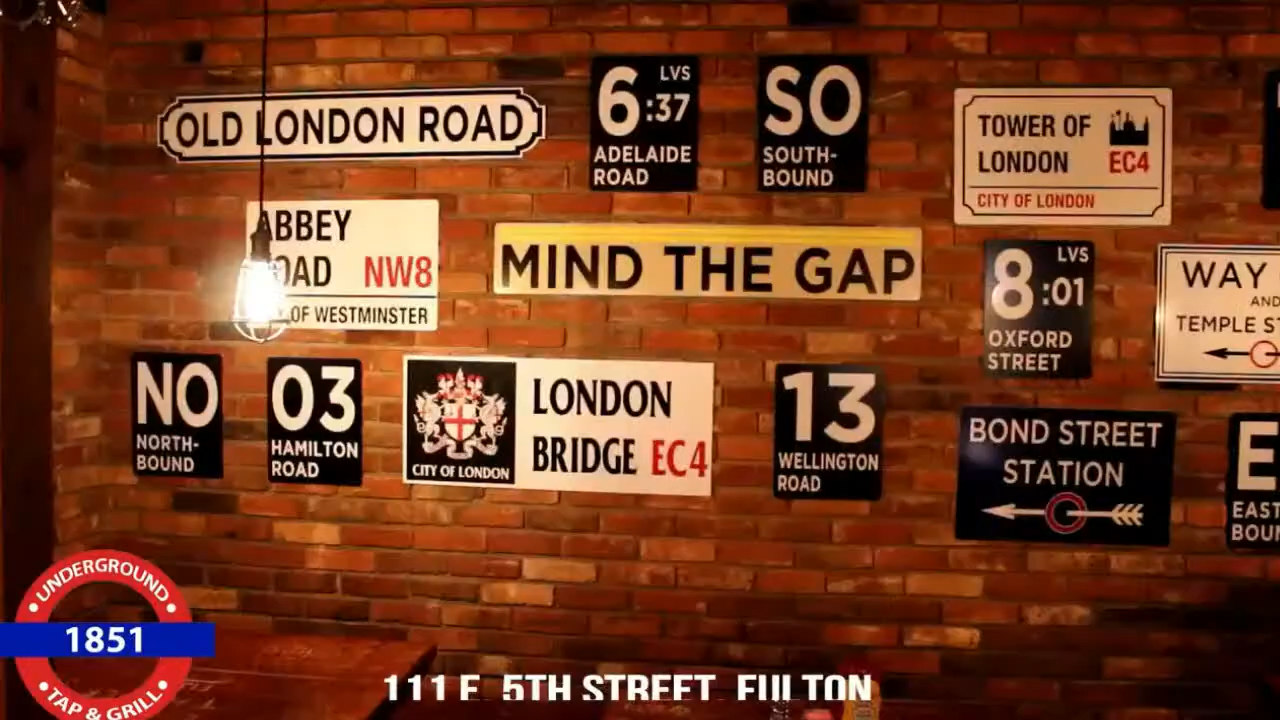 OLD LONDON ROAD
6:37 LVS
ADELAIDE
ROAD
SO
SOUTH-
BOUND
TOWER OF
LONDON EC4
CITY OF LONDON
ABBEY
ROAD NW8
OF WESTMINSTER
MIND THE GAP
8:01 LVS
OXFORD
STREET
WAY
AND
TEMPLE
NO
NORTH-
BOUND
03
HAMILTON
ROAD
CITY OF LONDON
LONDON
BRIDGE EC4
13
WELLINGTON
ROAD
BOND STREET
STATION
E
EAST
BOUN
UNDERGROUND
1851
TAP & GRILL
111 E. 5TH STREET, FULTON